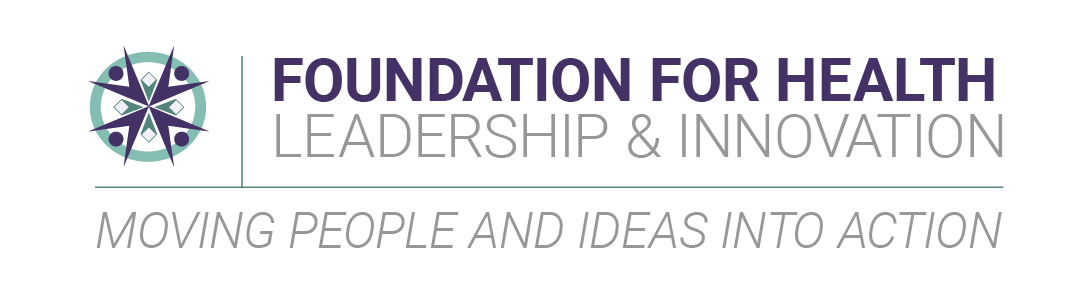 FOUNDATION FOR HEALTH
LEADERSHIP & INNOVATION
MOVING PEOPLE AND IDEAS INTO ACTION